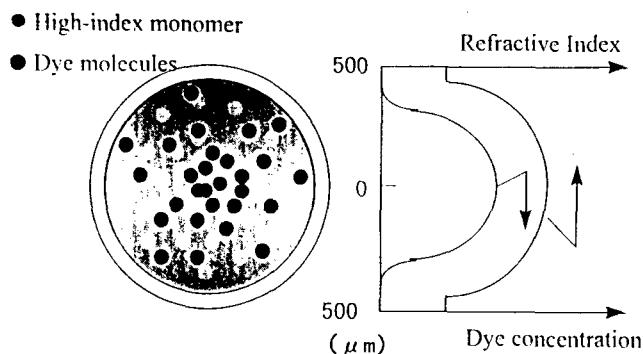 High-index monomer
Dye molecules
Refractive Index
500
0
500
(μm)
Dye concentration